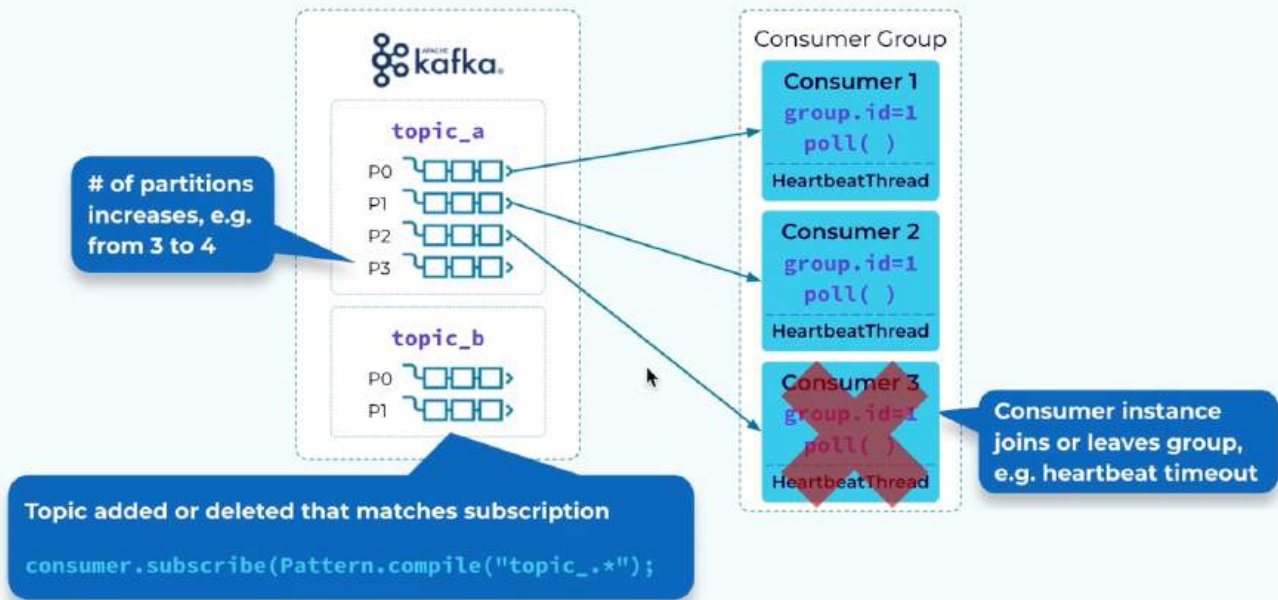 APACHE
kafka®
topic_a
P0
P1
P2
P3
topic_b
P0
P1
# of partitions
increases, e.g.
from 3 to 4
Topic added or deleted that matches subscription
consumer.subscribe(Pattern.compile("topic_.*");
Consumer Group
Consumer 1
group.id=1
poll( )
HeartbeatThread
Consumer 2
group.id=1
poll( )
HeartbeatThread
Consumer 3
group.id=1
poll( )
HeartbeatThread
Consumer instance
joins or leaves group,
e.g. heartbeat timeout